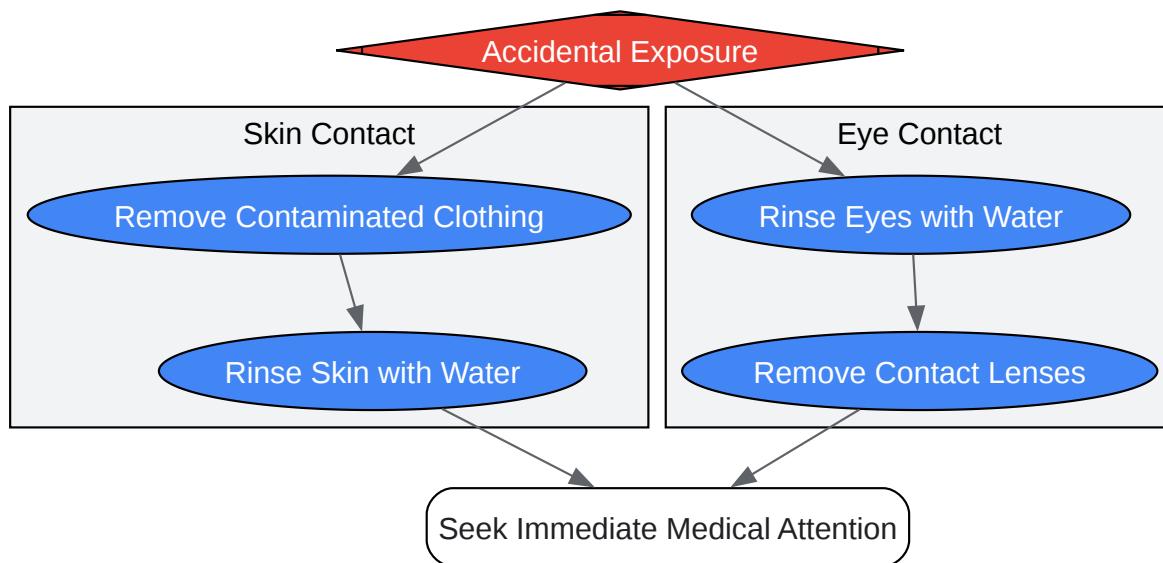 Accidental Exposure
Skin Contact
Eye Contact
Remove Contaminated Clothing
Rinse Eyes with Water
Rinse Skin with Water
Remove Contact Lenses
Seek Immediate Medical Attention